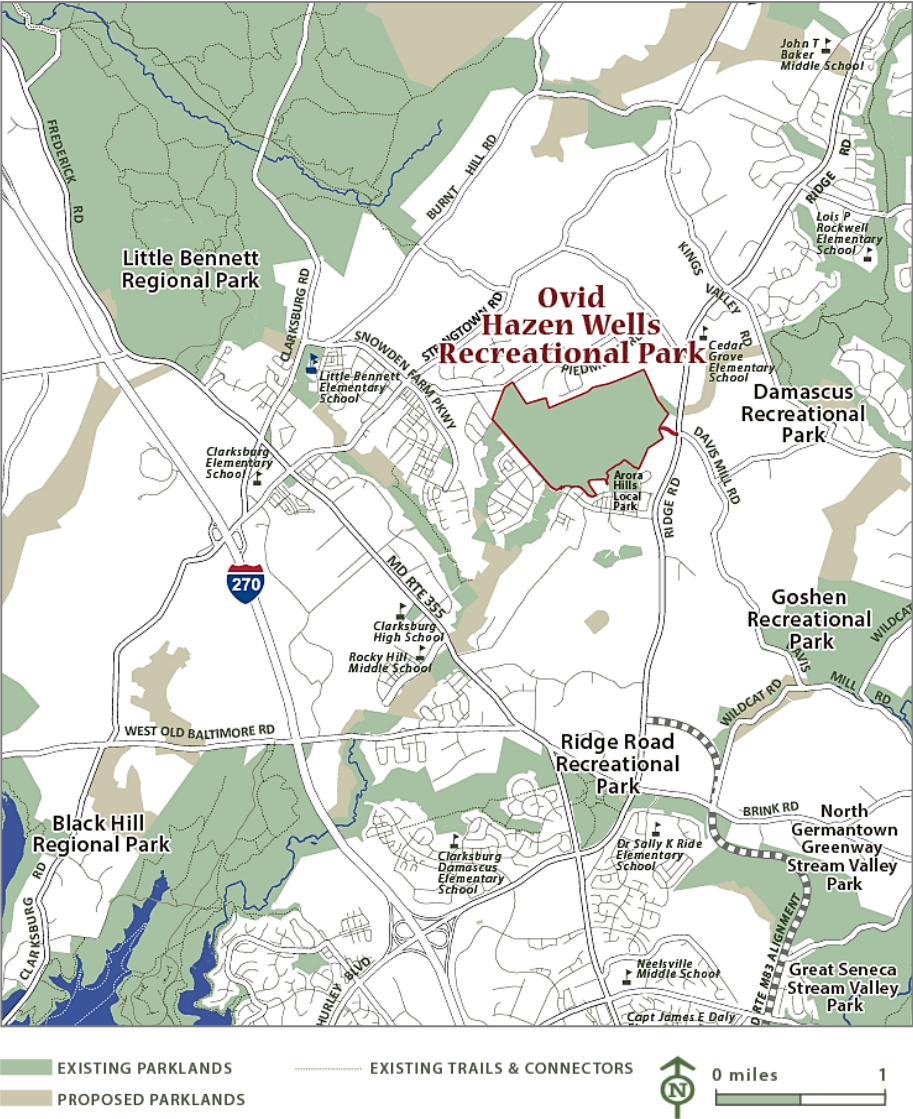 John T
Baker
Middle School
FREDERICK
RD
BURNT HILL RD
RIDGE RD
Lois P
Rockwell
Elementary
School
Little Bennett
Regional Park
KINGS
VALLEY
RD
CLARKSBURG RD
STRINGTOWN RD
SNOWDEN FARM PKWY
Ovid
Hazen Wells
Recreational Park
Cedar
Grove
Elementary
School
Little Bennett
Elementary
School
Damascus
Recreational
Park
Clarksburg
Elementary
School
DAVIS MILL RD
Arora
Hills
Local
Park
RIDGE RD
270
MD RTE 355
Clarksburg
High School
Rocky Hill
Middle School
Goshen
Recreational
Park
WILDCAT
DAVIS
MILL RD
WILDCAT RD
WEST OLD BALTIMORE RD
Ridge Road
Recreational
Park
BRINK RD
Black Hill
Regional Park
North
Germantown
Greenway
Stream Valley
Park
Dr Sally K Ride
Elementary
School
Clarksburg
Damascus
Elementary
School
CLARKSBURG RD
HURLEY BLVD
Neelsville
Middle School
D RTE M83 ALIGNMENT
Great Seneca
Stream Valley
Park
Capt James E Daly
EXISTING PARKLANDS
EXISTING TRAILS & CONNECTORS
PROPOSED PARKLANDS
N
0 miles 1